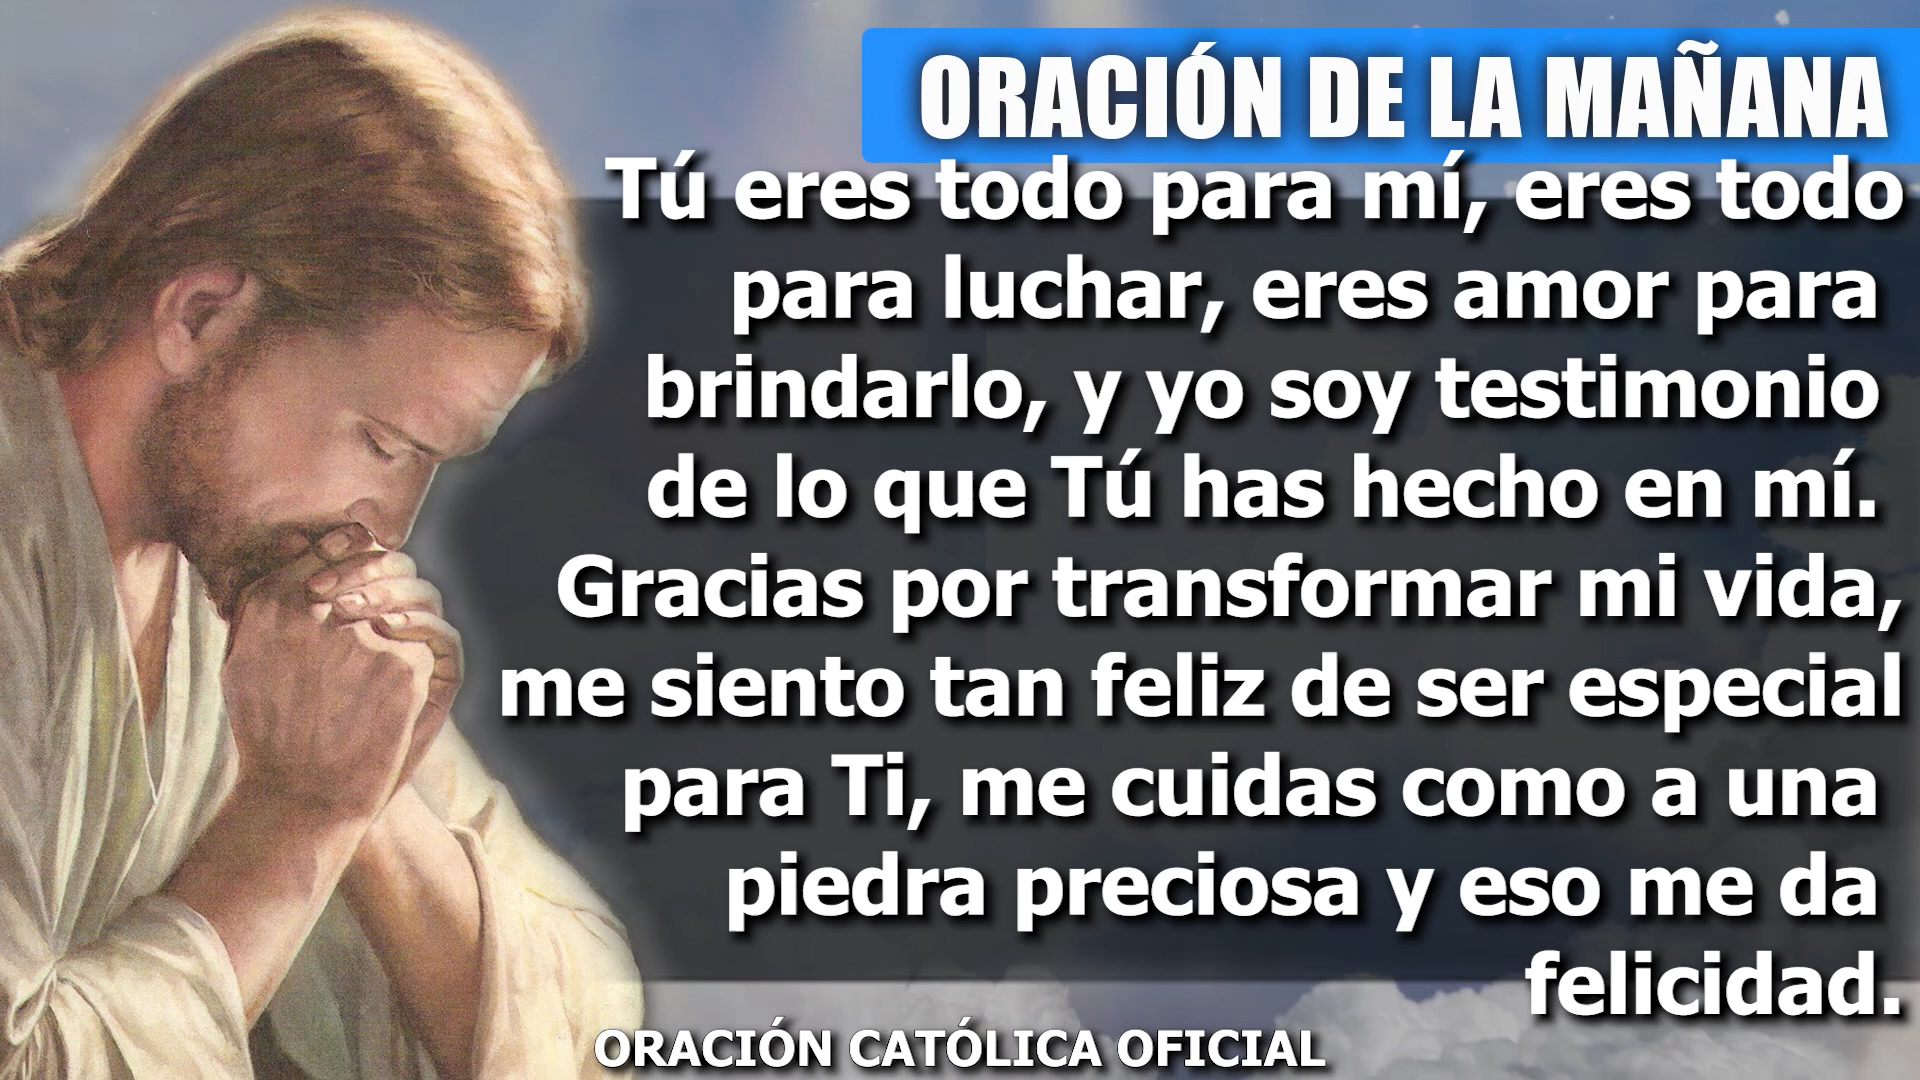 ORACIÓN DE LA MAÑANA
Tú eres todo para mí, eres todo
para luchar, eres amor para
brindarlo, y yo soy testimonio
de lo que Tú has hecho en mí.
Gracias por transformar mi vida,
me siento tan feliz de ser especial
para Ti, me cuidas como a una
piedra preciosa y eso me da
felicidad.
ORACIÓN CATÓLICA OFICIAL